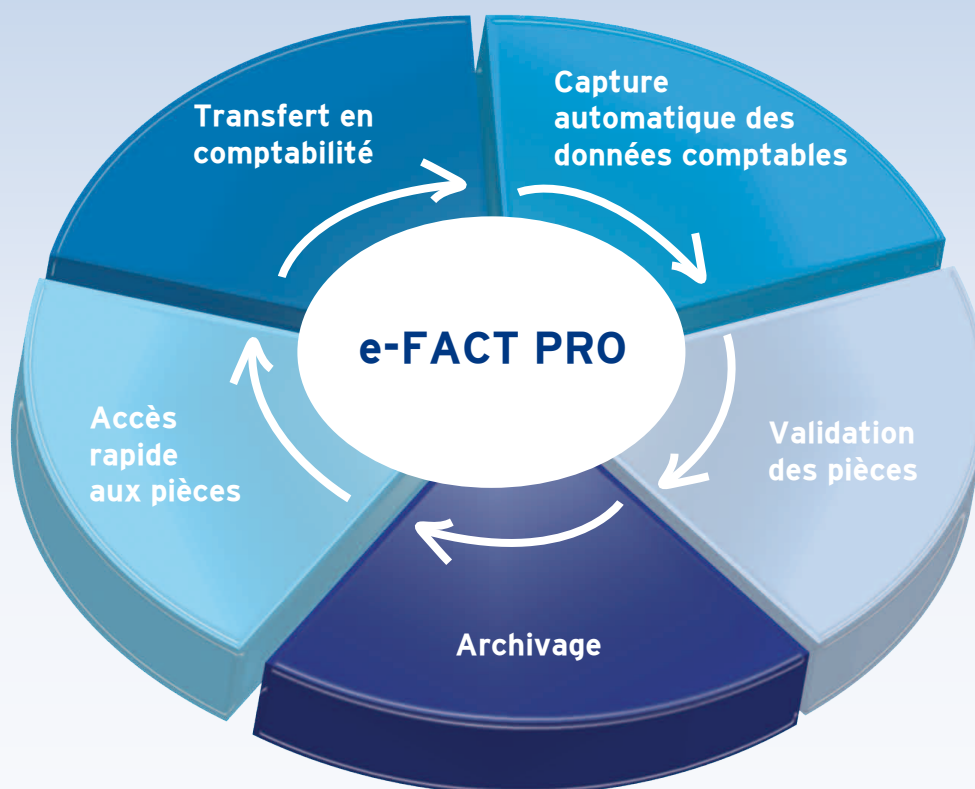 Transfert en
comptabilité
Capture
automatique des
données comptables
e-FACT PRO
Accès
rapide
aux pièces
Validation
des pièces
Archivage